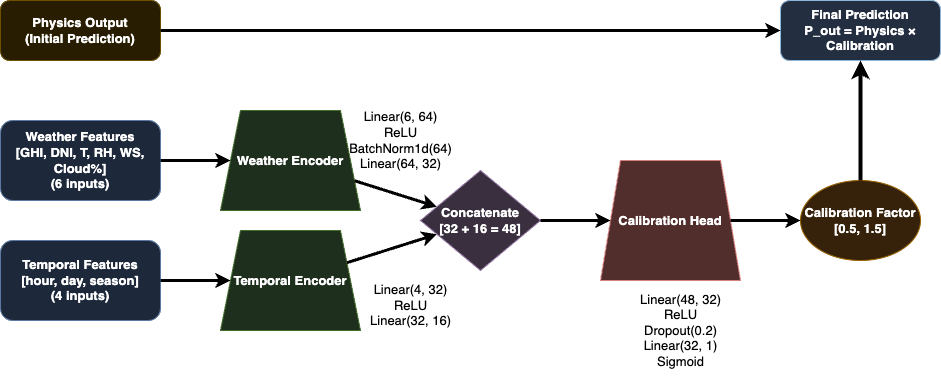 Physics Output
(Initial Prediction)
Final Prediction
P_out = Physics ×
Calibration
Weather Features
[GHI, DNI, T, RH, WS,
Cloud%]
(6 inputs)
Weather Encoder
Linear(6, 64)
ReLU
BatchNorm1d(64)
Linear(64, 32)
Temporal Features
[hour, day, season]
(4 inputs)
Temporal Encoder
Linear(4, 32)
ReLU
Linear(32, 16)
Concatenate
[32 + 16 = 48]
Calibration Head
Linear(48, 32)
ReLU
Dropout(0.2)
Linear(32, 1)
Sigmoid
Calibration Factor
[0.5, 1.5]